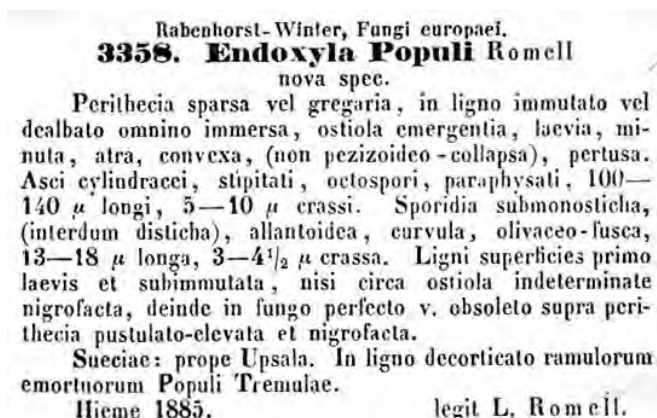 Rabenhorst-Winter, Fungi europaei.
3358. Endoxyla Populi Romell
nova spec.
Perithecia sparsa vel gregaria, in ligno immutato vel
dealbato omnino immersa, ostiola emergentia, laevia, mi-
nuta, atra, convexa, (non pezizoideo-collapsa), pertusa.
Asci cylindracei, stipitati, octospori, paraphysati, 100—
140 µ longi, 5—10 µ crassi. Sporidia submonosticha,
(interdum disticha), allantoidea, curvula, olivaceo-fusca,
13—18 µ longa, 3—4½ µ crassa. Ligni superficies primo
laevis et subimmutata, nisi circa ostiola indeterminate
nigrofacta, deinde in fungo perfecto v. obsoleto supra peri-
thecia pustulato-elevata et nigrofacta.
Sueciae: prope Upsala. In ligno decorticato ramulorum
emortuorum Populi Tremulae.
Hieme 1885. legit L. Romell.